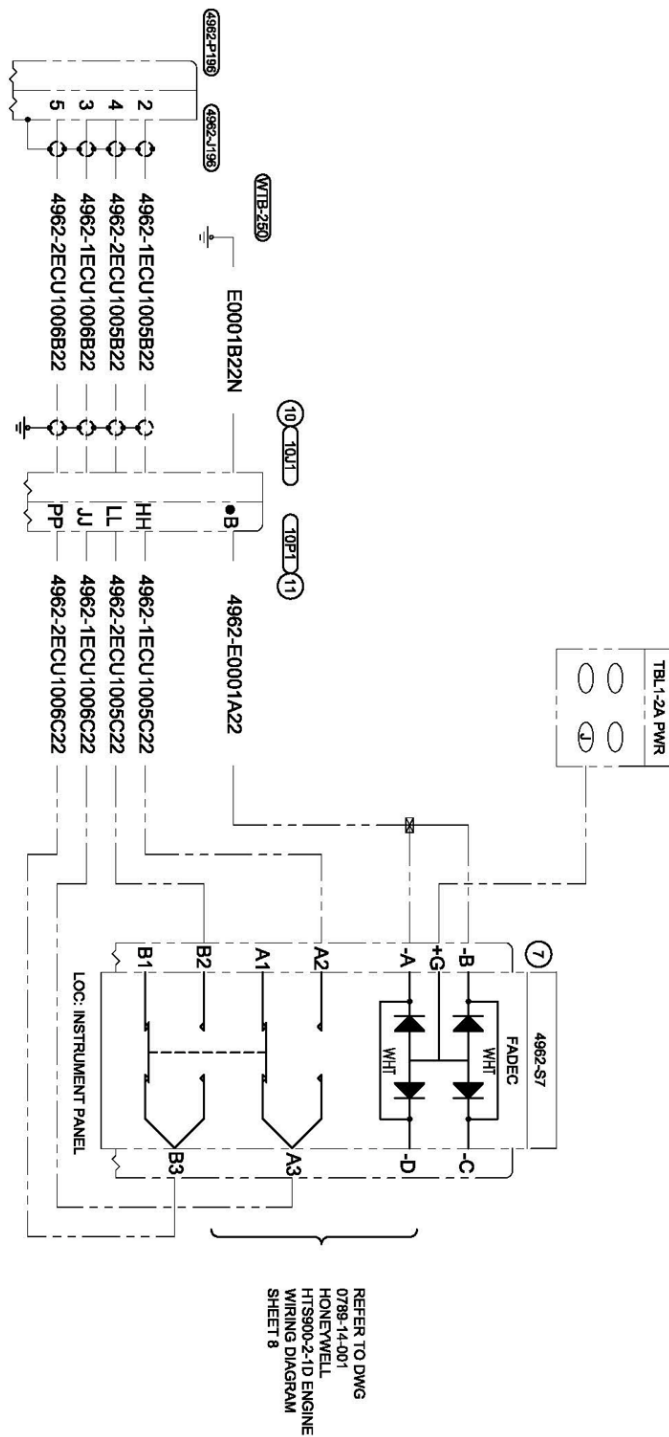 4962-P196
4962-J196
2
4
3
5
4962-1ECU1005B22
4962-2ECU1005B22
4962-1ECU1006B22
4962-2ECU1006B22
WTB-250
E0001B22N
10
10J1
10P1
11
B
HH
LL
JJ
PP
4962-E0001A22
4962-1ECU1005C22
4962-2ECU1005C22
4962-1ECU1006C22
4962-2ECU1006C22
TBL1-2A PWR
J
7
4962-S7
FADEC
-B
+G
-A
A2
A1
B2
B1
WHT
WHT
-C
-D
A3
B3
LOC: INSTRUMENT PANEL
REFER TO DWG
0789-14-001
HONEYWELL
HTS900-2-1D ENGINE
WIRING DIAGRAM
SHEET 8